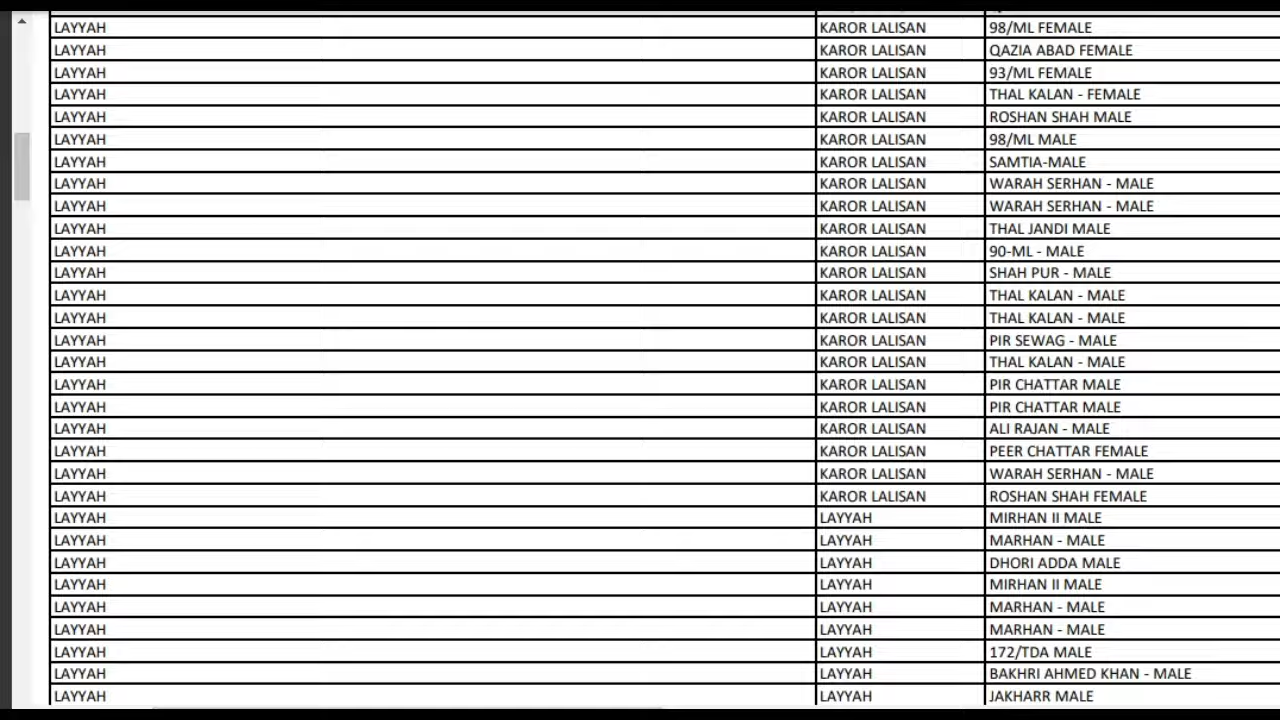 LAYYAH KAROR LALISAN 98/ML FEMALE
LAYYAH KAROR LALISAN QAZIA ABAD FEMALE
LAYYAH KAROR LALISAN 93/ML FEMALE
LAYYAH KAROR LALISAN THAL KALAN - FEMALE
LAYYAH KAROR LALISAN ROSHAN SHAH MALE
LAYYAH KAROR LALISAN 98/ML MALE
LAYYAH KAROR LALISAN SAMTIA-MALE
LAYYAH KAROR LALISAN WARAH SERHAN - MALE
LAYYAH KAROR LALISAN WARAH SERHAN - MALE
LAYYAH KAROR LALISAN THAL JANDI MALE
LAYYAH KAROR LALISAN 90-ML - MALE
LAYYAH KAROR LALISAN SHAH PUR - MALE
LAYYAH KAROR LALISAN THAL KALAN - MALE
LAYYAH KAROR LALISAN THAL KALAN - MALE
LAYYAH KAROR LALISAN PIR SEWAG - MALE
LAYYAH KAROR LALISAN THAL KALAN - MALE
LAYYAH KAROR LALISAN PIR CHATTAR MALE
LAYYAH KAROR LALISAN PIR CHATTAR MALE
LAYYAH KAROR LALISAN ALI RAJAN - MALE
LAYYAH KAROR LALISAN PEER CHATTAR FEMALE
LAYYAH KAROR LALISAN WARAH SERHAN - MALE
LAYYAH KAROR LALISAN ROSHAN SHAH FEMALE
LAYYAH LAYYAH MIRHAN II MALE
LAYYAH LAYYAH MARHAN - MALE
LAYYAH LAYYAH DHORI ADDA MALE
LAYYAH LAYYAH MIRHAN II MALE
LAYYAH LAYYAH MARHAN - MALE
LAYYAH LAYYAH MARHAN - MALE
LAYYAH LAYYAH 172/TDA MALE
LAYYAH LAYYAH BAKHRI AHMED KHAN - MALE
LAYYAH LAYYAH JAKHARR MALE